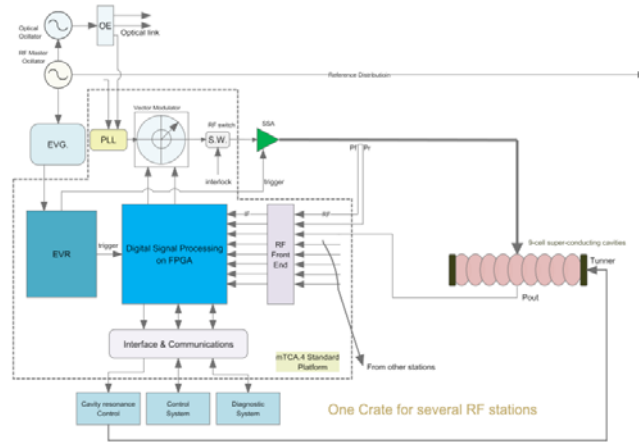 Optical
Ocillator
OE
Optical link
RF Master
Ocillator
Reference Distribution
Vector Modulator
RF switch
SSA
EVG.
PLL
S.W.
Pf
Pr
interlock
trigger
EVR
trigger
Digital Signal Processing
on FPGA
IF
RF
RF
Front
End
9-cell super-conducting cavities
Tunner
Pout
Interface & Communications
mTCA.4 Standard
Platform
From other stations
Cavity resonance
Control
Control
System
Diagnostic
System
One Crate for several RF stations